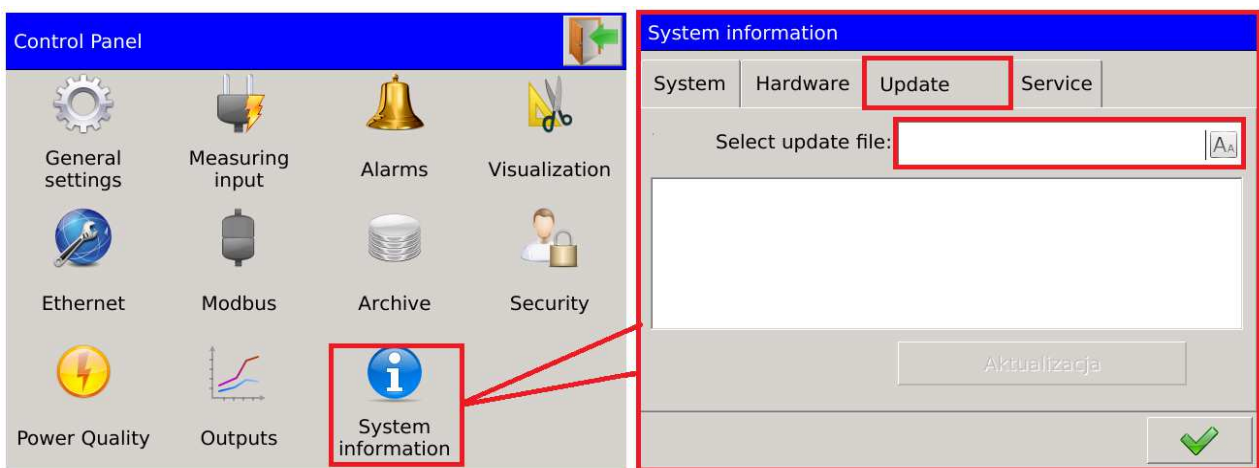 Control Panel
General
settings
Measuring
input
Alarms
Visualization
Ethernet
Modbus
Archive
Security
Power Quality
Outputs
System
information
System information
System
Hardware
Update
Service
Select update file:
AA
Aktualizacja